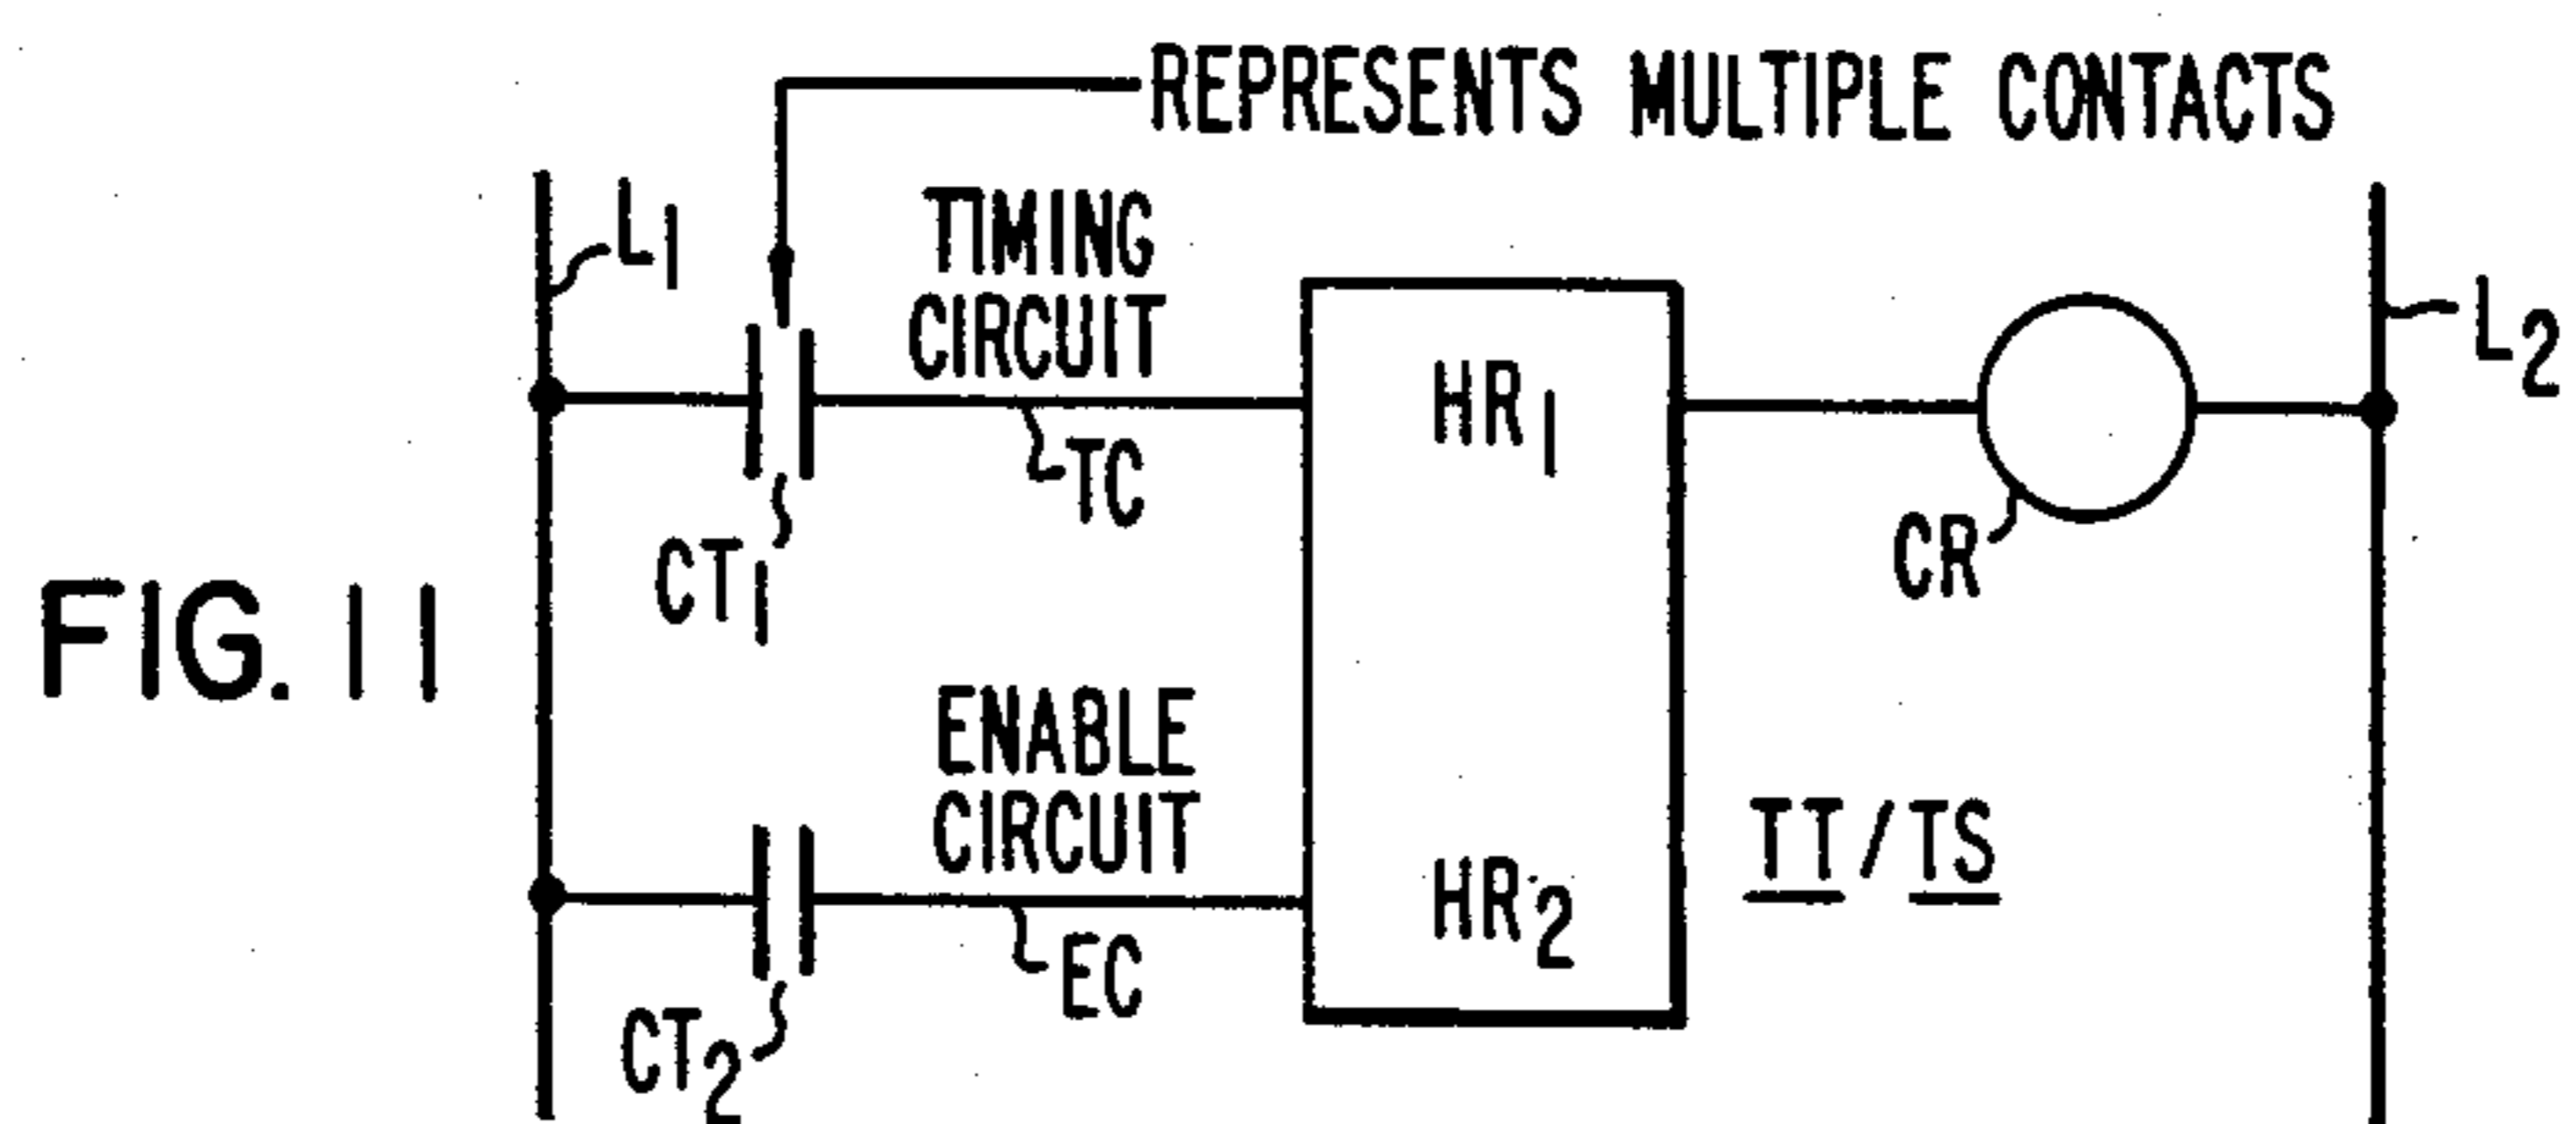 REPRESENTS MULTIPLE CONTACTS
L1
TIMING
CIRCUIT
L2
HR1
TC
CT1
CR
FIG. 11
ENABLE
CIRCUIT
TT/TS
HR2
EC
CT2